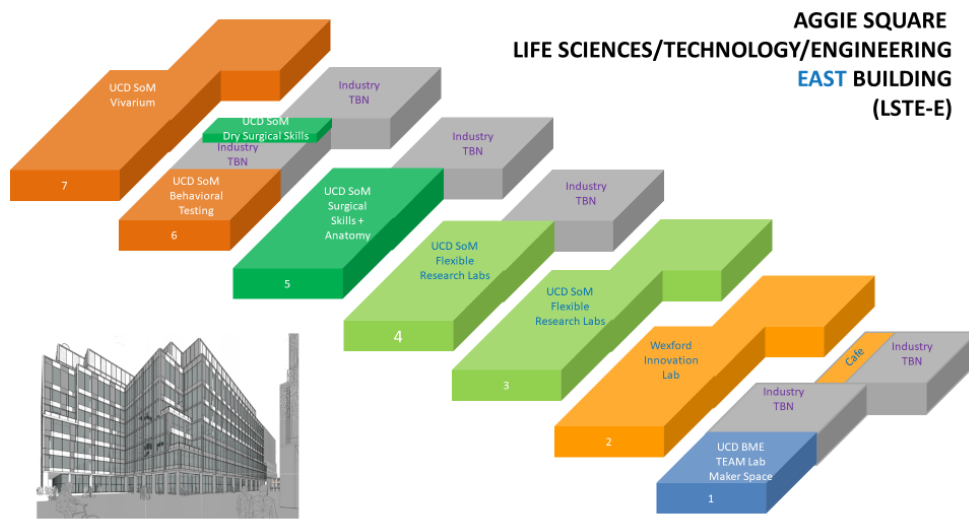 AGGIE SQUARE
LIFE SCIENCES/TECHNOLOGY/ENGINEERING
EAST BUILDING
(LSTE-E)
UCD SoM
Vivarium
7
Industry
TBN
UCD SoM
Dry Surgical Skills
Industry
TBN
UCD SoM
Behavioral
Testing
6
Industry
TBN
UCD SoM
Surgical
Skills +
Anatomy
5
Industry
TBN
UCD SoM
Flexible
Research Labs
4
UCD SoM
Flexible
Research Labs
3
Wexford
Innovation
Lab
2
Cafe
Industry
TBN
Industry
TBN
UCD BME
TEAM Lab
Maker Space
1